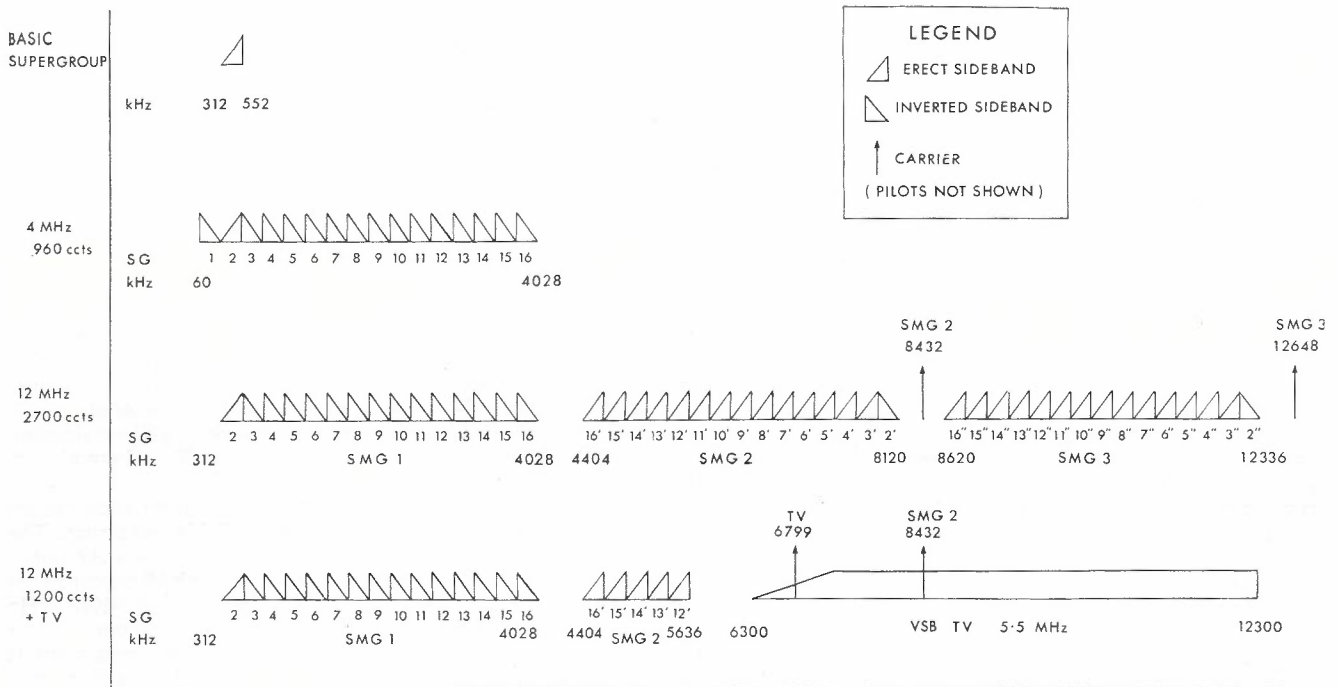 BASIC
SUPERGROUP
kHz 312 552
LEGEND
ERECT SIDEBAND
INVERTED SIDEBAND
CARRIER
( PILOTS NOT SHOWN )
4 MHz
960 ccts
SG 1 2 3 4 5 6 7 8 9 10 11 12 13 14 15 16
kHz 60 4028
SMG 2
8432
SMG 3
12648
12 MHz
2700 ccts
SG 2 3 4 5 6 7 8 9 10 11 12 13 14 15 16 16' 15' 14' 13' 12' 11' 10' 9' 8' 7' 6' 5' 4' 3' 2' 16" 15" 14" 13" 12" 11" 10" 9" 8" 7" 6" 5" 4" 3" 2"
kHz 312 SMG 1 4028 4404 SMG 2 8120 8620 SMG 3 12336
TV
6799
SMG 2
8432
12 MHz
1200 ccts
+ TV
SG 2 3 4 5 6 7 8 9 10 11 12 13 14 15 16 16' 15' 14' 13' 12'
kHz 312 SMG 1 4028 4404 SMG 2 5636 6300 VSB TV 5·5 MHz 12300